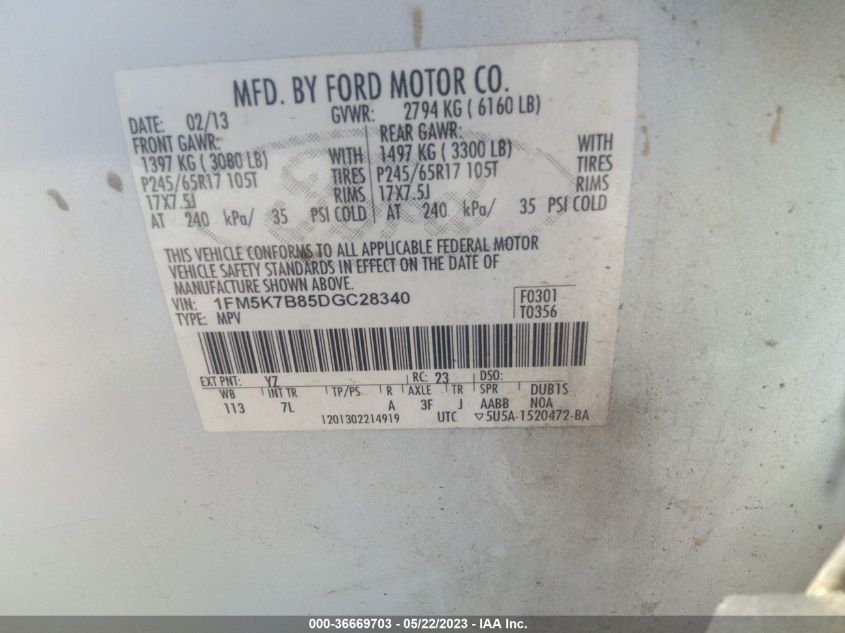 MFD. BY FORD MOTOR CO.
DATE: 02/13 GVWR: 2794 KG ( 6160 LB)
FRONT GAWR: REAR GAWR:
1397 KG ( 3080 LB) WITH 1497 KG ( 3300 LB) WITH
P245/65R17 105T TIRES P245/65R17 105T TIRES
17X7.5J RIMS 17X7.5J RIMS
AT 240 kPa/ 35 PSI COLD AT 240 kPa/ 35 PSI COLD
Ford
THIS VEHICLE CONFORMS TO ALL APPLICABLE FEDERAL MOTOR
VEHICLE SAFETY STANDARDS IN EFFECT ON THE DATE OF
MANUFACTURE SHOWN ABOVE.
VIN: 1FM5K7B85DGC28340 F0301
TYPE: MPV T0356
EXT PNT: YZ RC: 23 DSO:
WB INT TR TP/PS R AXLE TR SPR DUB1S
113 7L A 3F J AABB NOA
1201302214919 UTC ▽5U5A-1520472-BA
000-36669703 - 05/22/2023 - IAA Inc.